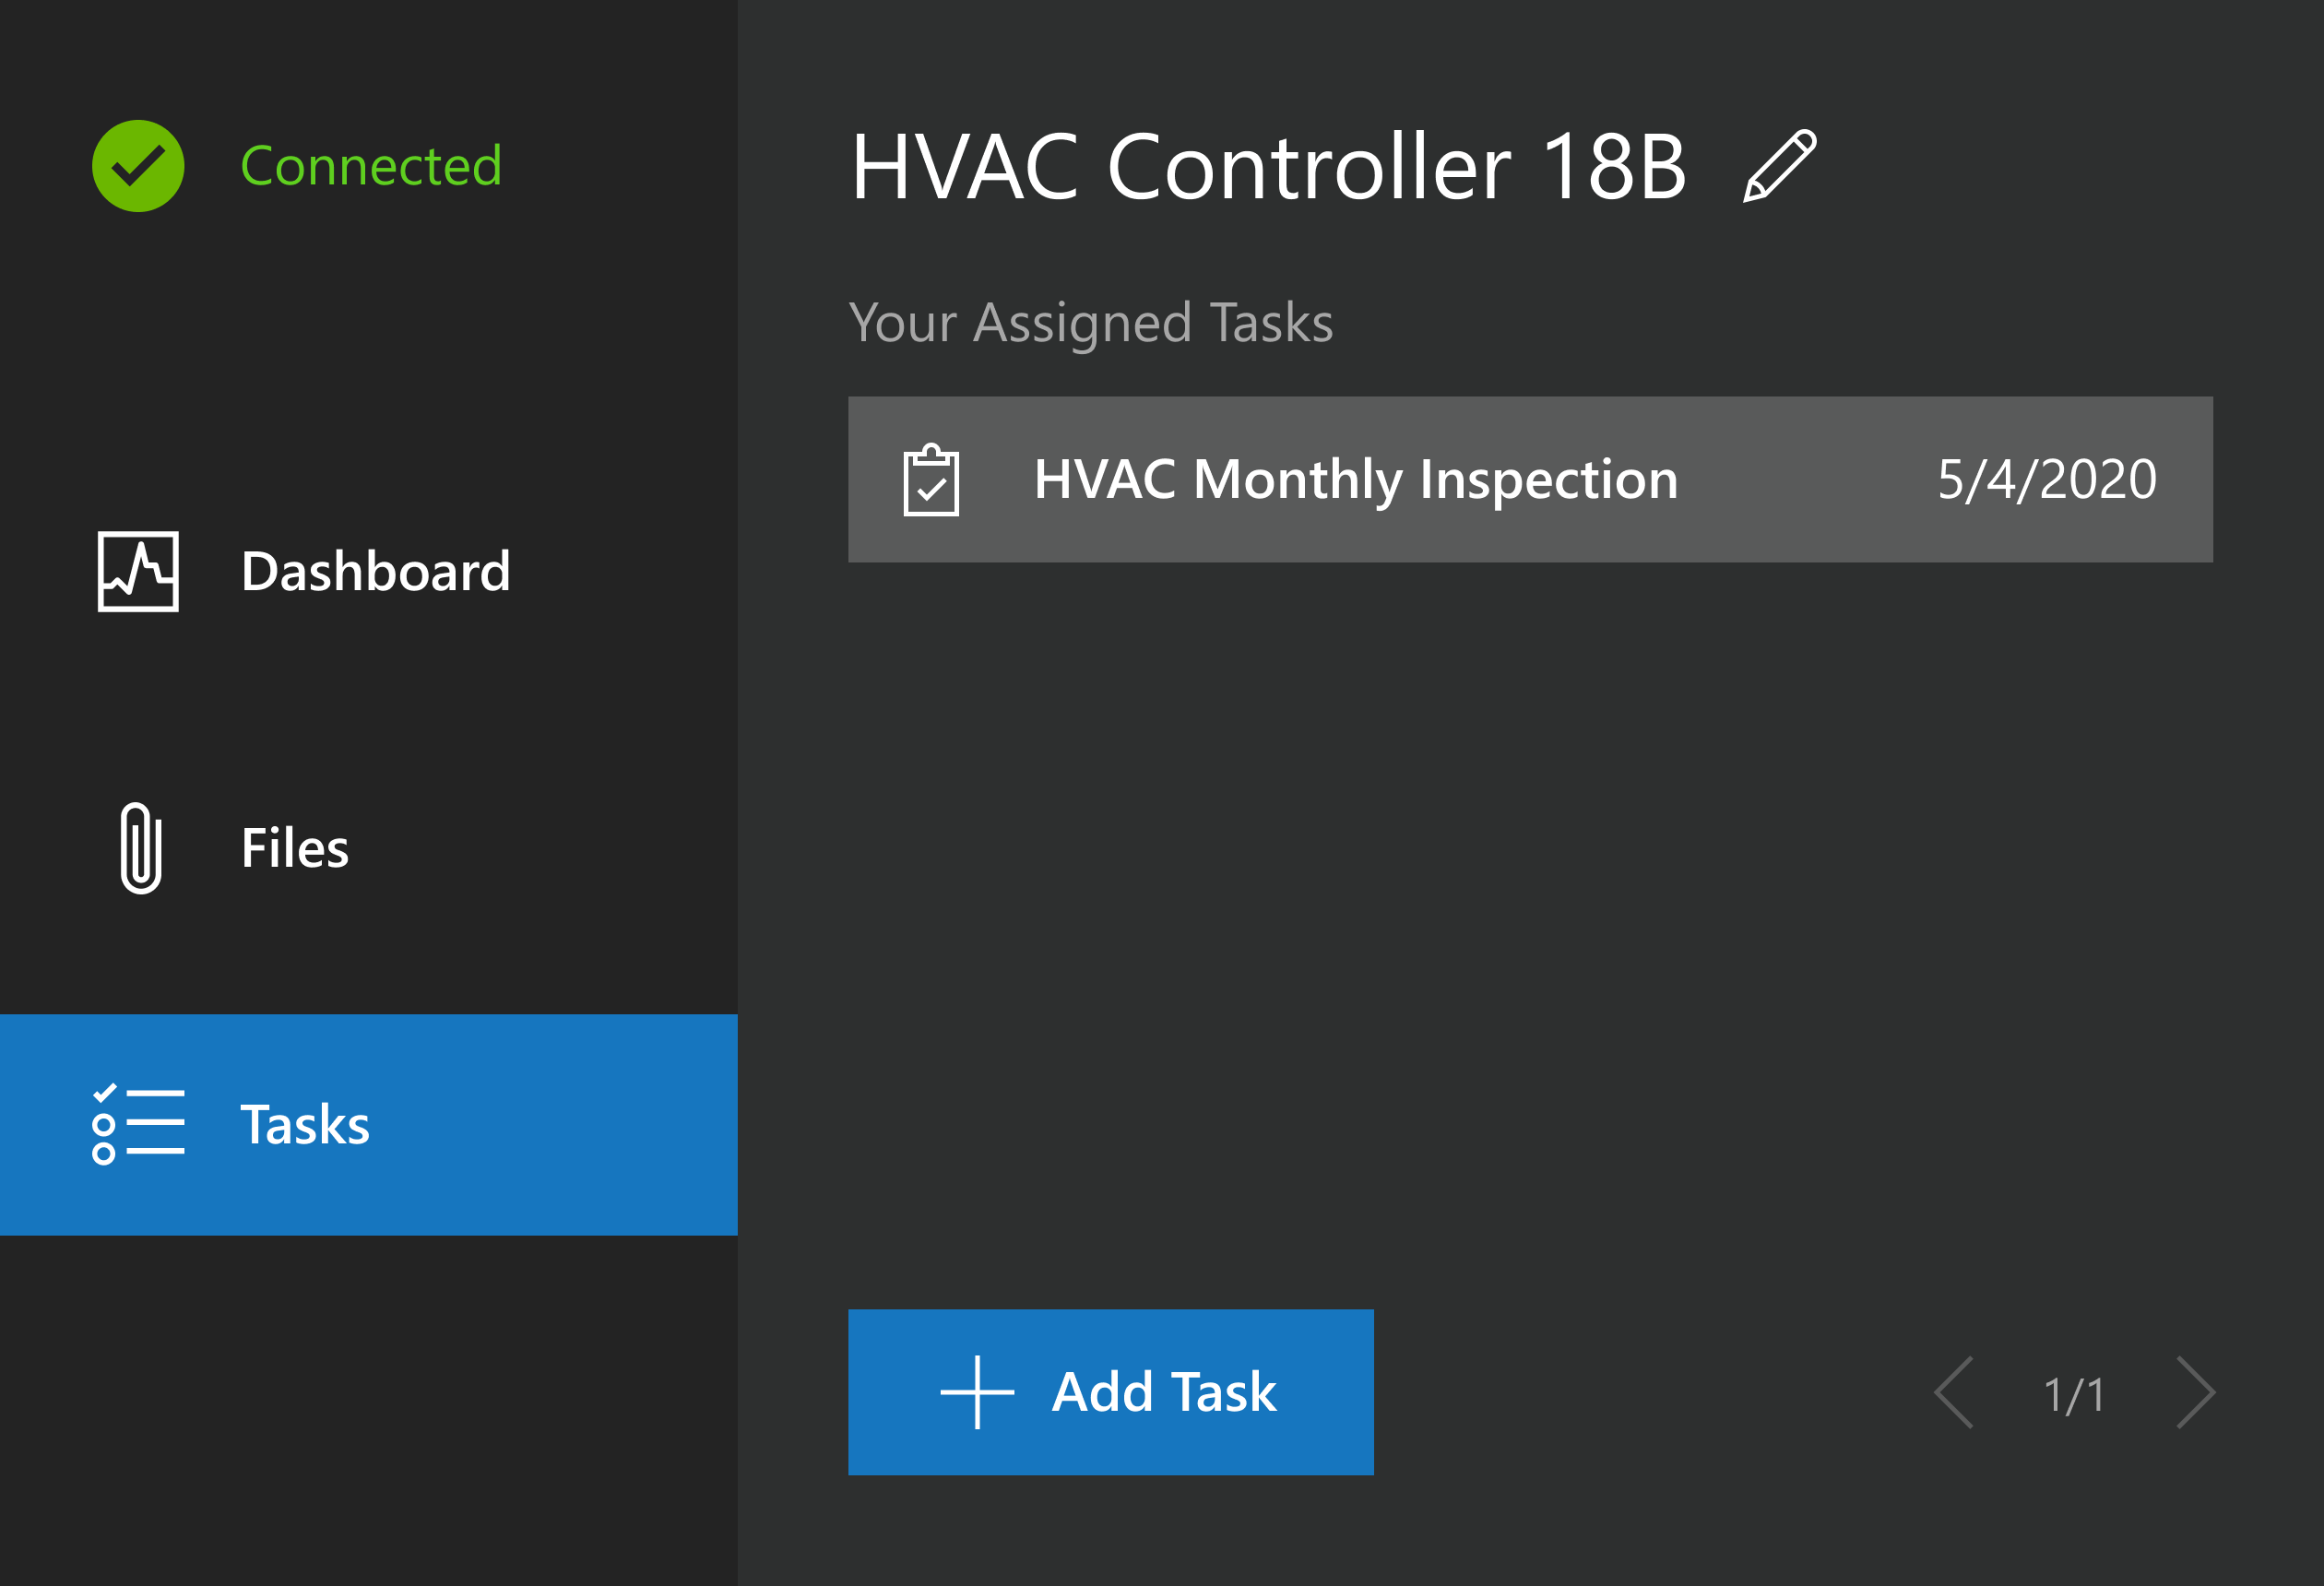 Connected
Dashboard
Files
Tasks
HVAC Controller 18B
Your Assigned Tasks
HVAC Monthly Inspection 5/4/2020
Add Task
1/1